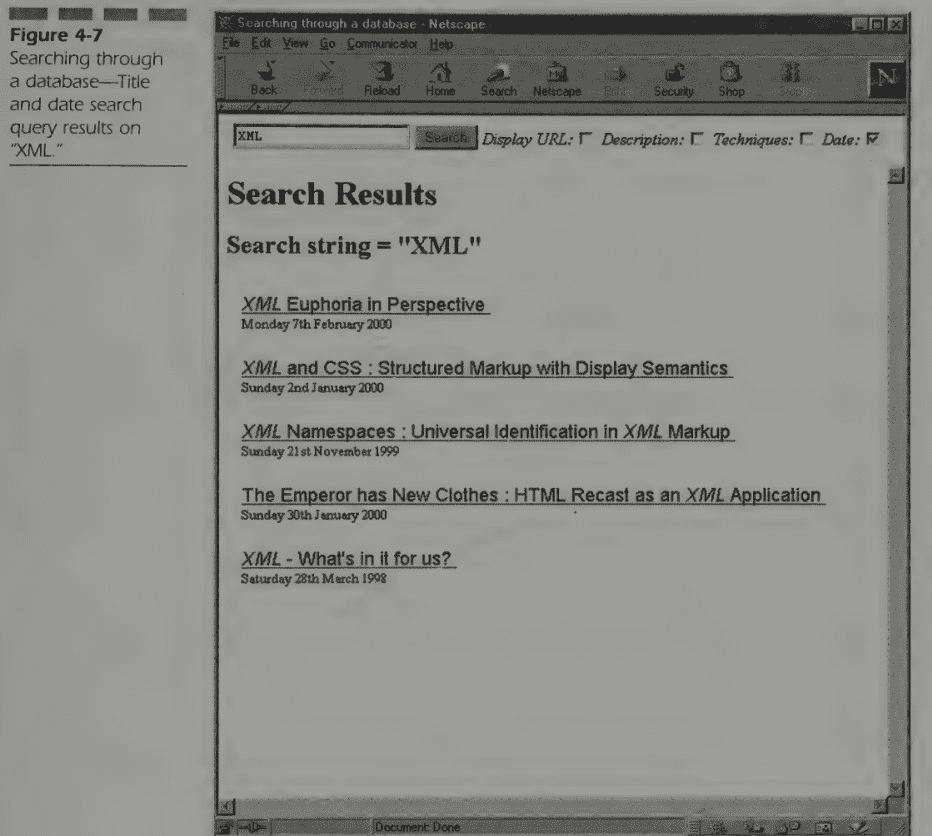 Figure 4-7
Searching through
a database—Title
and date search
query results on
"XML."
Searching through a database - Netscape
File Edit View Go Communicator Help
Back Forward Reload Home Search Netscape Print Security Shop Stop
XML Search Display URL: Description: Techniques: Date:
Search Results
Search string = "XML"
XML Euphoria in Perspective
Monday 7th February 2000
XML and CSS : Structured Markup with Display Semantics
Sunday 2nd January 2000
XML Namespaces : Universal Identification in XML Markup
Sunday 21st November 1999
The Emperor has New Clothes : HTML Recast as an XML Application
Sunday 30th January 2000
XML - What's in it for us?
Saturday 28th March 1998
Document: Done